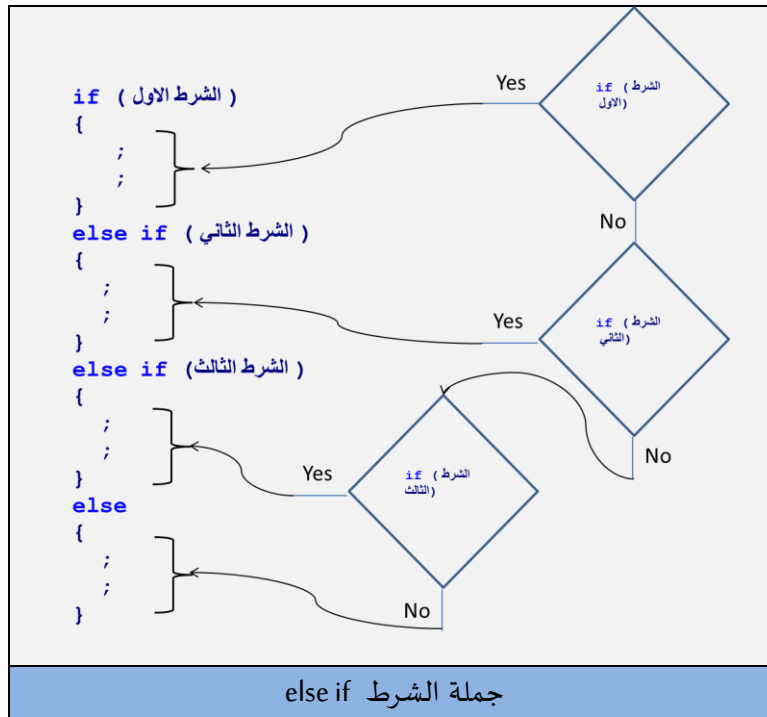 if ( الشرط الاول )
{
;
;
}
else if ( الشرط الثاني )
{
;
;
}
else if (الشرط الثالث )
{
;
;
}
else
{
;
;
}
Yes
if ( الشرط
الاول)
No
Yes
if ( الشرط
الثاني)
No
Yes
if ( الشرط
الثالث)
No
جملة الشرط else if